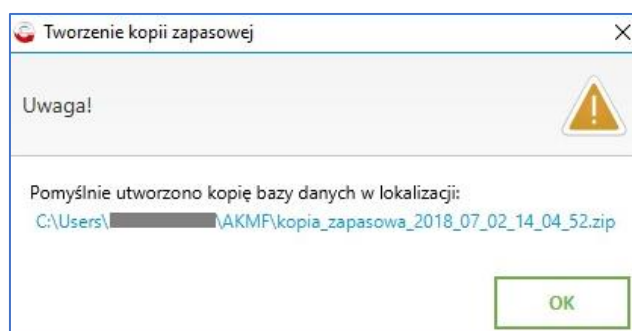 Tworzenie kopii zapasowej
Uwaga!
Pomyślnie utworzono kopię bazy danych w lokalizacji:
C:\Users\ \AKMF\kopia_zapasowa_2018_07_02_14_04_52.zip
OK